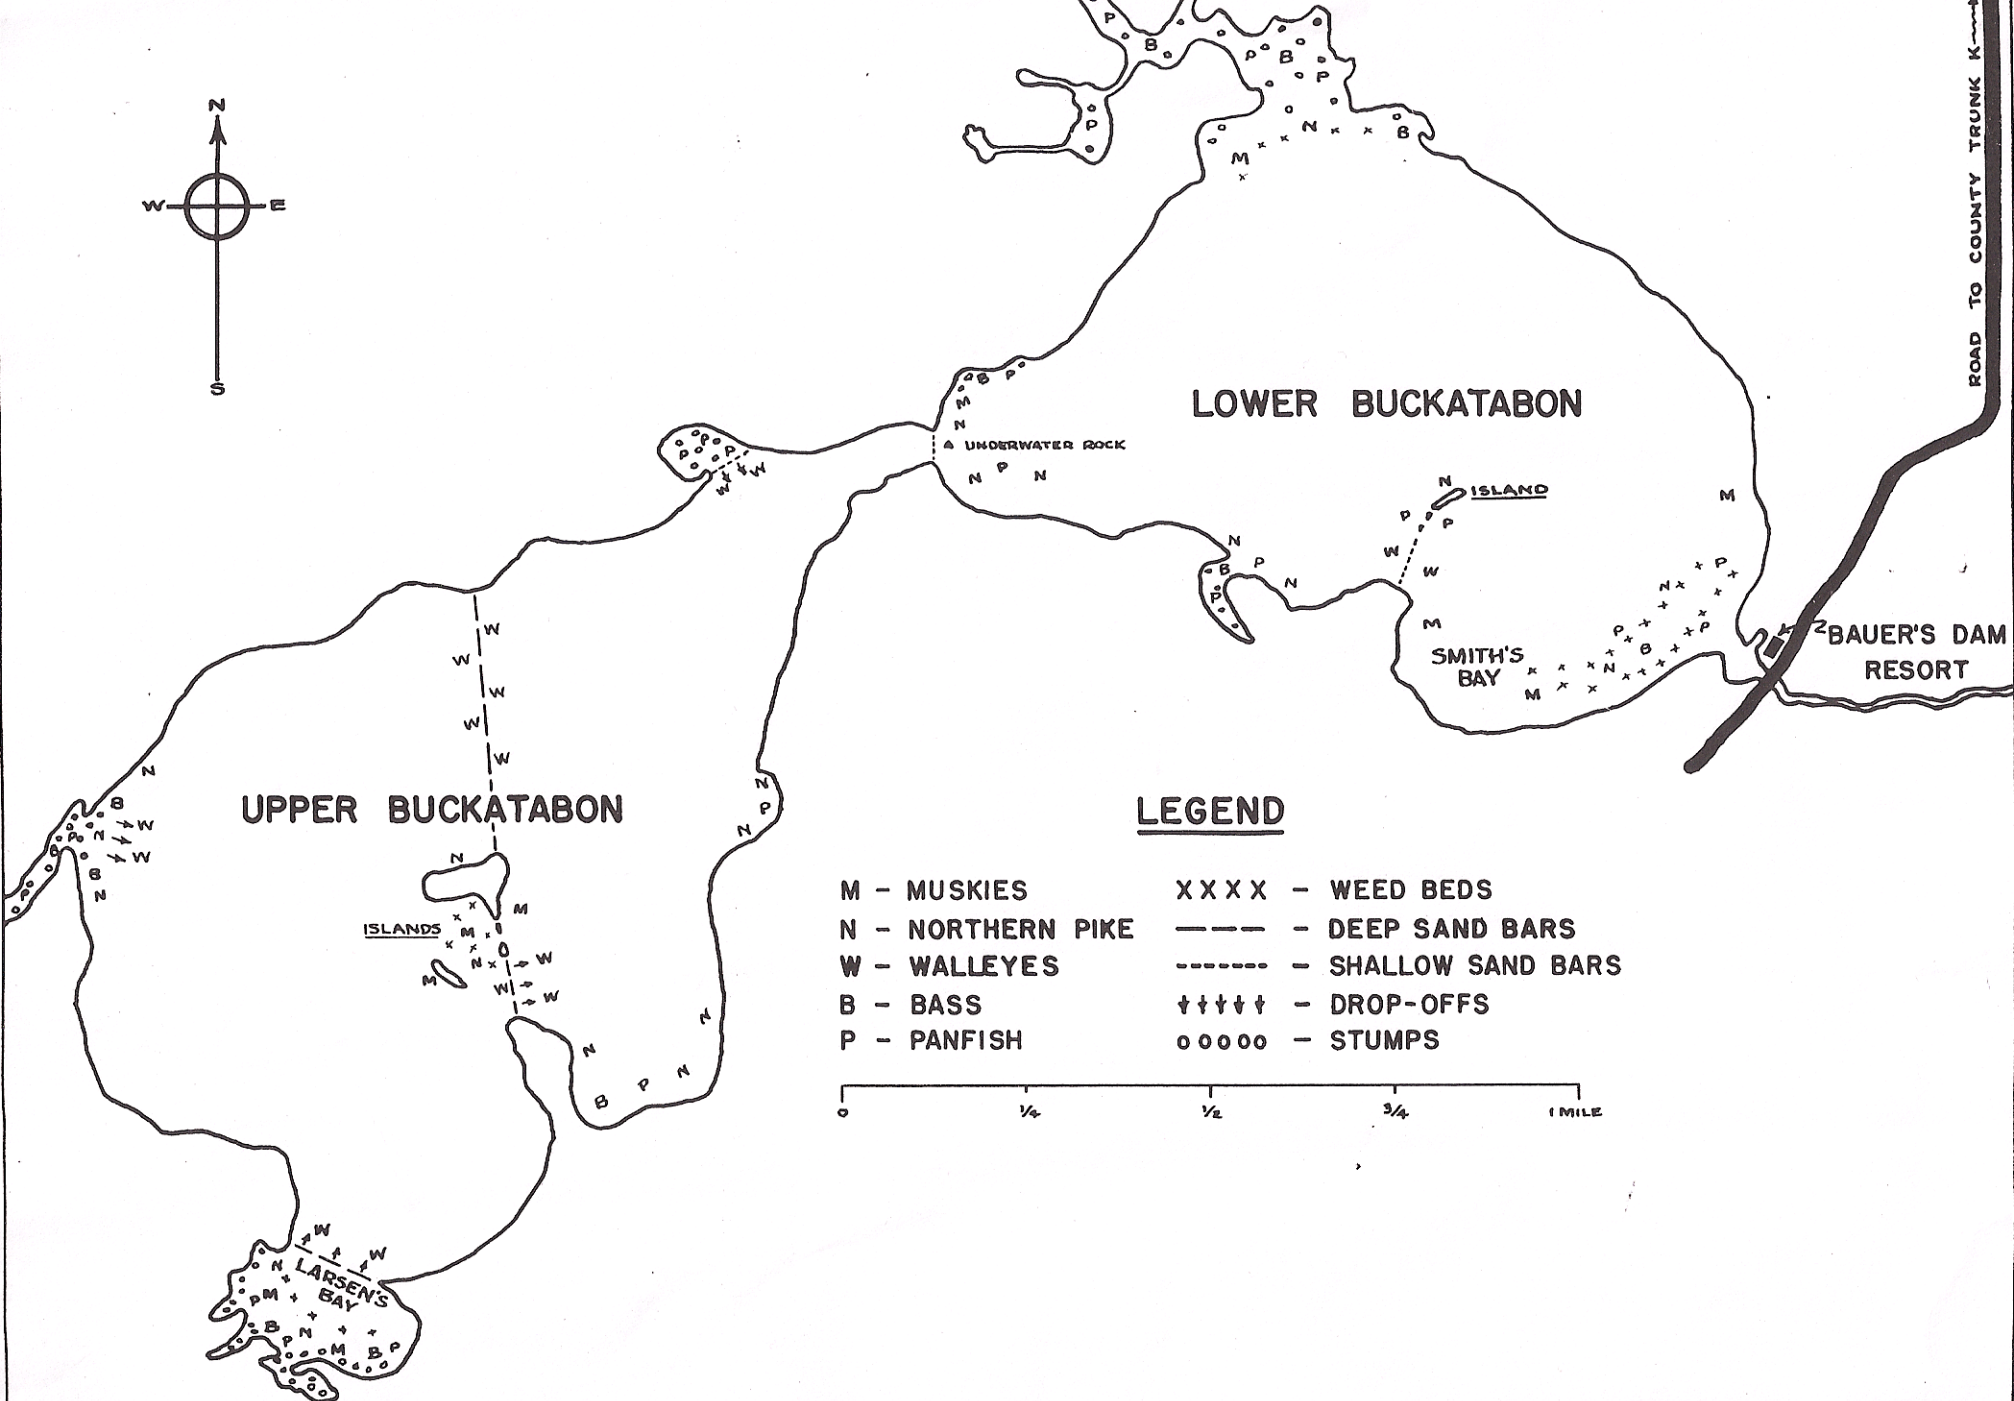 N
W E
S
ROAD TO COUNTY TRUNK K
P
B
P B P
P
N
B
M
LOWER BUCKATABON
B P
M
N
UNDERWATER ROCK
N P N
P
P P
W
W
N
ISLAND
P P
W
W
M
M
N
P
N
B
P
SMITH'S
BAY
P
N
P
P
B
N
M
BAUER'S DAM
RESORT
W
W
W
W
W
UPPER BUCKATABON
N
B
P N W
W
B
N
P
N
P
N
N
ISLANDS
M
M
N
M
W
W
W
N
N
B P N
W
W
LARSEN'S
BAY
N
P M
B
P N
M B P
LEGEND
M - MUSKIES
N - NORTHERN PIKE
W - WALLEYES
B - BASS
P - PANFISH
XXXX - WEED BEDS
--- - DEEP SAND BARS
------- - SHALLOW SAND BARS
- DROP-OFFS
ooooo - STUMPS
0 1/4 1/2 3/4 1 MILE